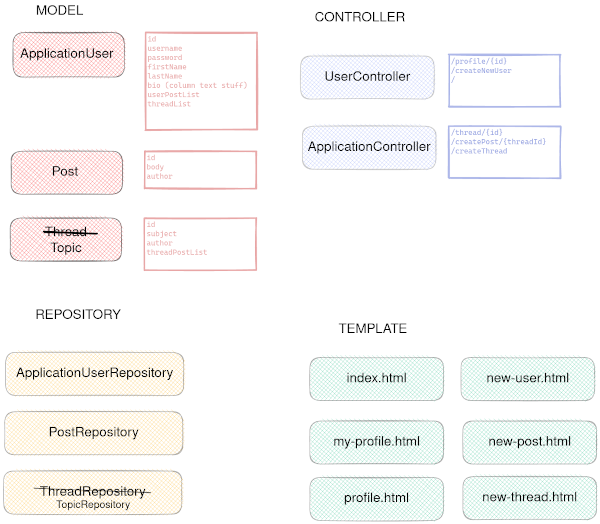 MODEL
ApplicationUser
id
username
password
firstName
lastName
bio (column text stuff)
userPostList
threadList
Post
id
body
author
Thread
Topic
id
subject
author
threadPostList
CONTROLLER
UserController
/profile/{id}
/createNewUser
/
ApplicationController
/thread/{id}
/createPost/{threadId}
/createThread
REPOSITORY
ApplicationUserRepository
PostRepository
ThreadRepository
TopicRepository
TEMPLATE
index.html
new-user.html
my-profile.html
new-post.html
profile.html
new-thread.html